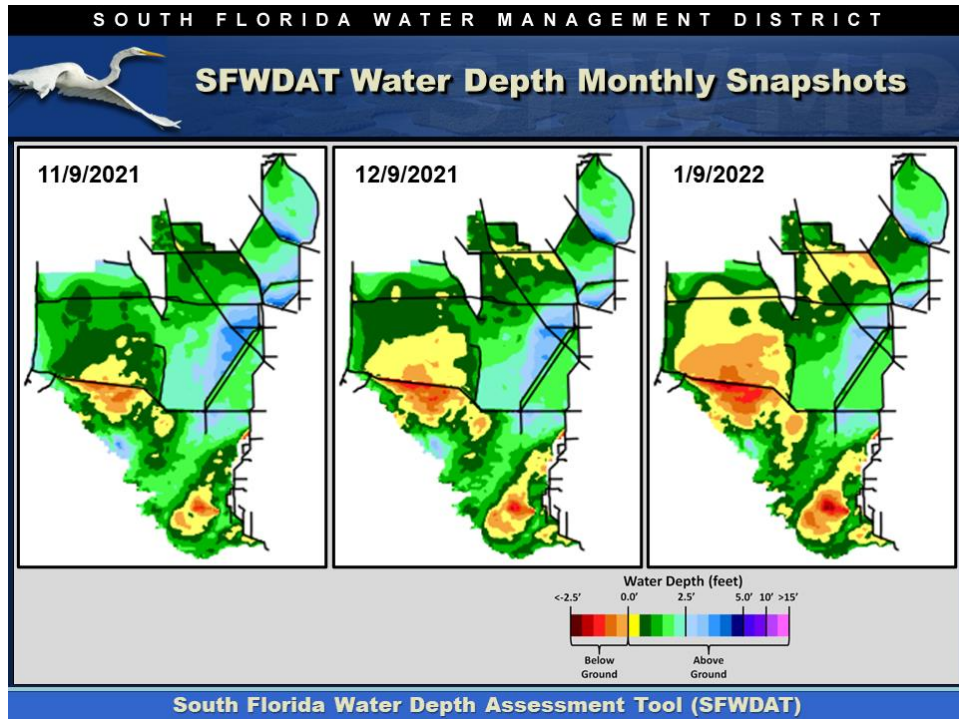 SOUTH FLORIDA WATER MANAGEMENT DISTRICT
SFWDAT Water Depth Monthly Snapshots
11/9/2021
12/9/2021
1/9/2022
Water Depth (feet)
<-2.5' 0.0' 2.5' 5.0' 10' >15'
Below Ground
Above Ground
South Florida Water Depth Assessment Tool (SFWDAT)